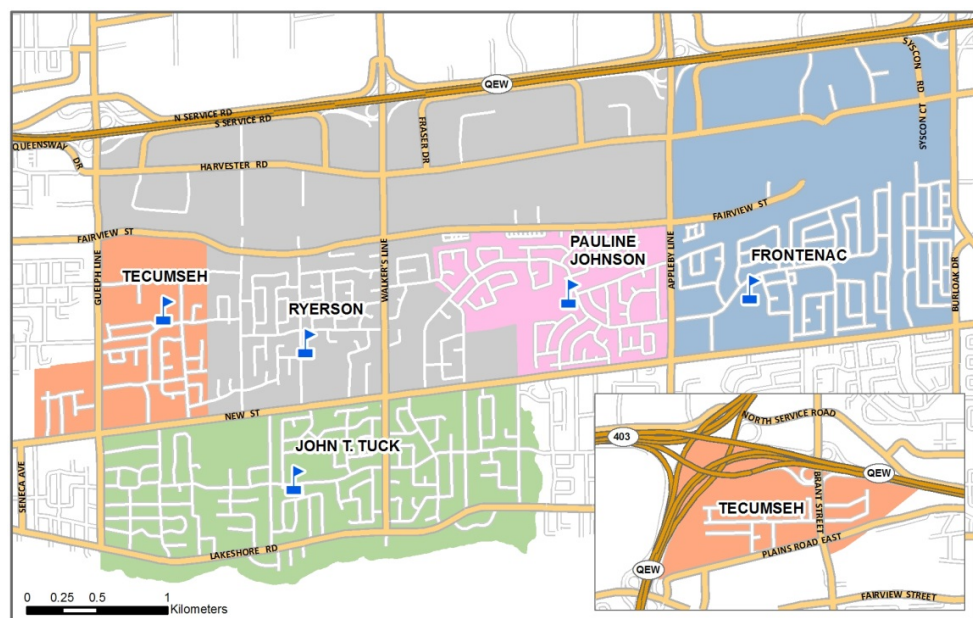 QEW
SYSCON RD
SYSCON CT
N SERVICE RD
S SERVICE RD
FRASER DR
QUEENSWAY DR
HARVESTER RD
FAIRVIEW ST
FAIRVIEW ST
GUELPH LINE
WALKER'S LINE
APPLEBY LINE
BURLOAK DR
TECUMSEH
RYERSON
PAULINE
JOHNSON
FRONTENAC
NEW ST
JOHN T. TUCK
SENECA AVE
LAKESHORE RD
NORTH SERVICE ROAD
403
QEW
BRANT STREET
TECUMSEH
PLAINS ROAD EAST
QEW
FAIRVIEW STREET
0 0.25 0.5 1
Kilometers